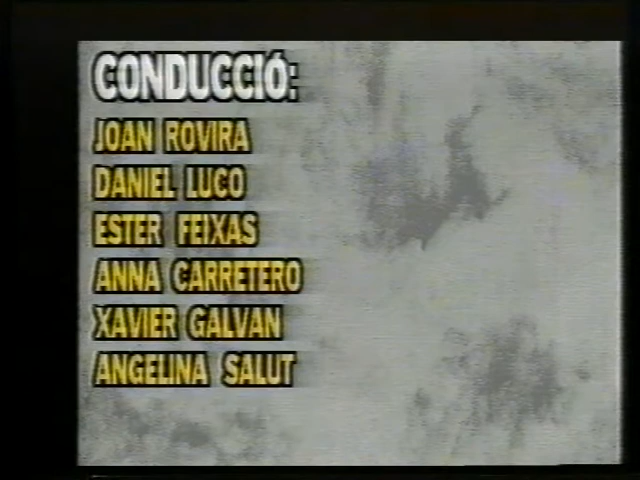 CONDUCCIÓ:
JOAN ROVIRA
DANIEL LUCO
ESTER FEIXAS
ANNA CARRETERO
XAVIER GALVAN
ANGELINA SALUT